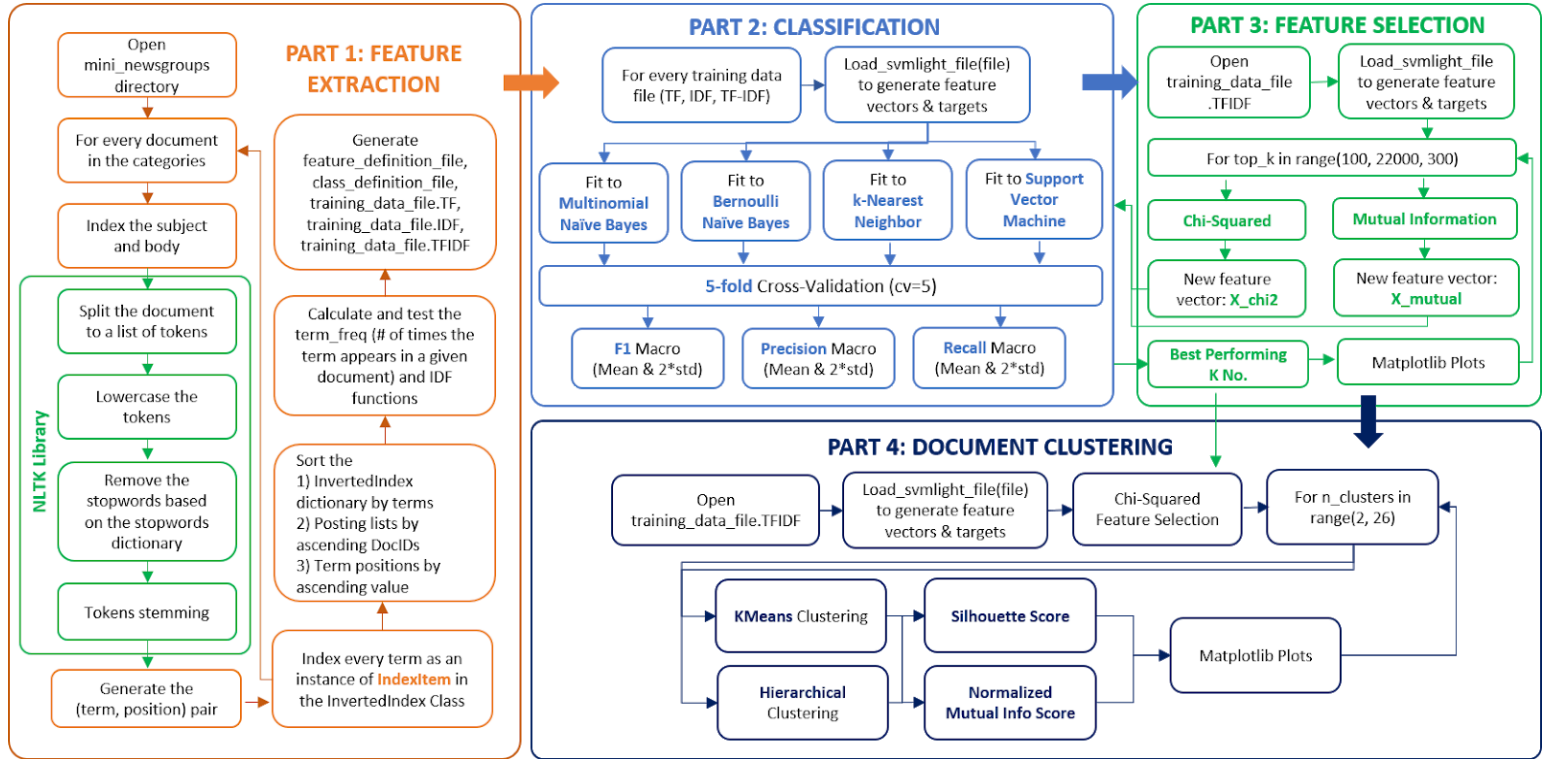 PART 1: FEATURE
EXTRACTION
Open
mini_newsgroups
directory
For every document
in the categories
Index the subject
and body
NLTK Library
Split the document
to a list of tokens
Lowercase the
tokens
Remove the
stopwords based
on the stopwords
dictionary
Tokens stemming
Generate the
(term, position) pair
Index every term as an
instance of IndexItem in
the InvertedIndex Class
Sort the
1) InvertedIndex
dictionary by terms
2) Posting lists by
ascending DocIDs
3) Term positions by
ascending value
Calculate and test the
term_freq (# of times the
term appears in a given
document) and IDF
functions
Generate
feature_definition_file,
class_definition_file,
training_data_file.TF,
training_data_file.IDF,
training_data_file.TFIDF
PART 2: CLASSIFICATION
For every training data
file (TF, IDF, TF-IDF)
Load_svmlight_file(file)
to generate feature
vectors & targets
Fit to
Multinomial
Naïve Bayes
Fit to
Bernoulli
Naïve Bayes
Fit to
k-Nearest
Neighbor
Fit to Support
Vector
Machine
5-fold Cross-Validation (cv=5)
F1 Macro
(Mean & 2*std)
Precision Macro
(Mean & 2*std)
Recall Macro
(Mean & 2*std)
PART 3: FEATURE SELECTION
Open
training_data_file
.TFIDF
Load_svmlight_file
to generate feature
vectors & targets
For top_k in range(100, 22000, 300)
Chi-Squared
Mutual Information
New feature
vector: X_chi2
New feature vector:
X_mutual
Best Performing
K No.
Matplotlib Plots
PART 4: DOCUMENT CLUSTERING
Open
training_data_file.TFIDF
Load_svmlight_file(file)
to generate feature
vectors & targets
Chi-Squared
Feature Selection
For n_clusters in
range(2, 26)
KMeans Clustering
Silhouette Score
Hierarchical
Clustering
Normalized
Mutual Info Score
Matplotlib Plots